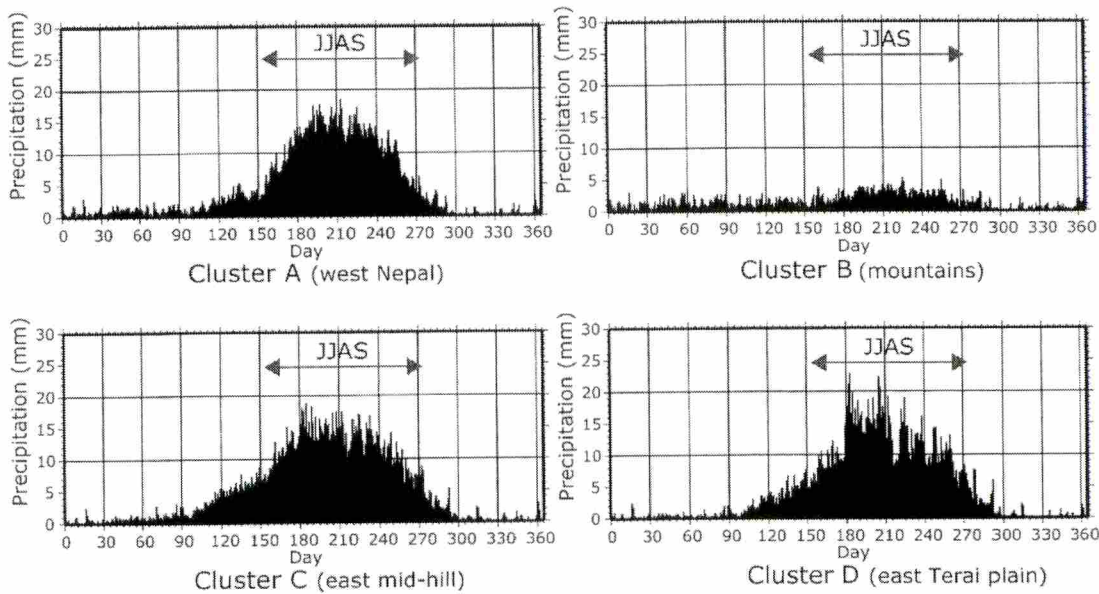 Precipitation (mm)
30
25
20
15
10
5
0
JJAS
0 30 60 90 120 150 180 210 240 270 300 330 360
Day
Cluster A (west Nepal)
Precipitation (mm)
30
25
20
15
10
5
0
JJAS
0 30 60 90 120 150 180 210 240 270 300 330 360
Day
Cluster B (mountains)
Precipitation (mm)
30
25
20
15
10
5
0
JJAS
0 30 60 90 120 150 180 210 240 270 300 330 360
Day
Cluster C (east mid-hill)
Precipitation (mm)
30
25
20
15
10
5
0
JJAS
0 30 60 90 120 150 180 210 240 270 300 330 360
Day
Cluster D (east Terai plain)